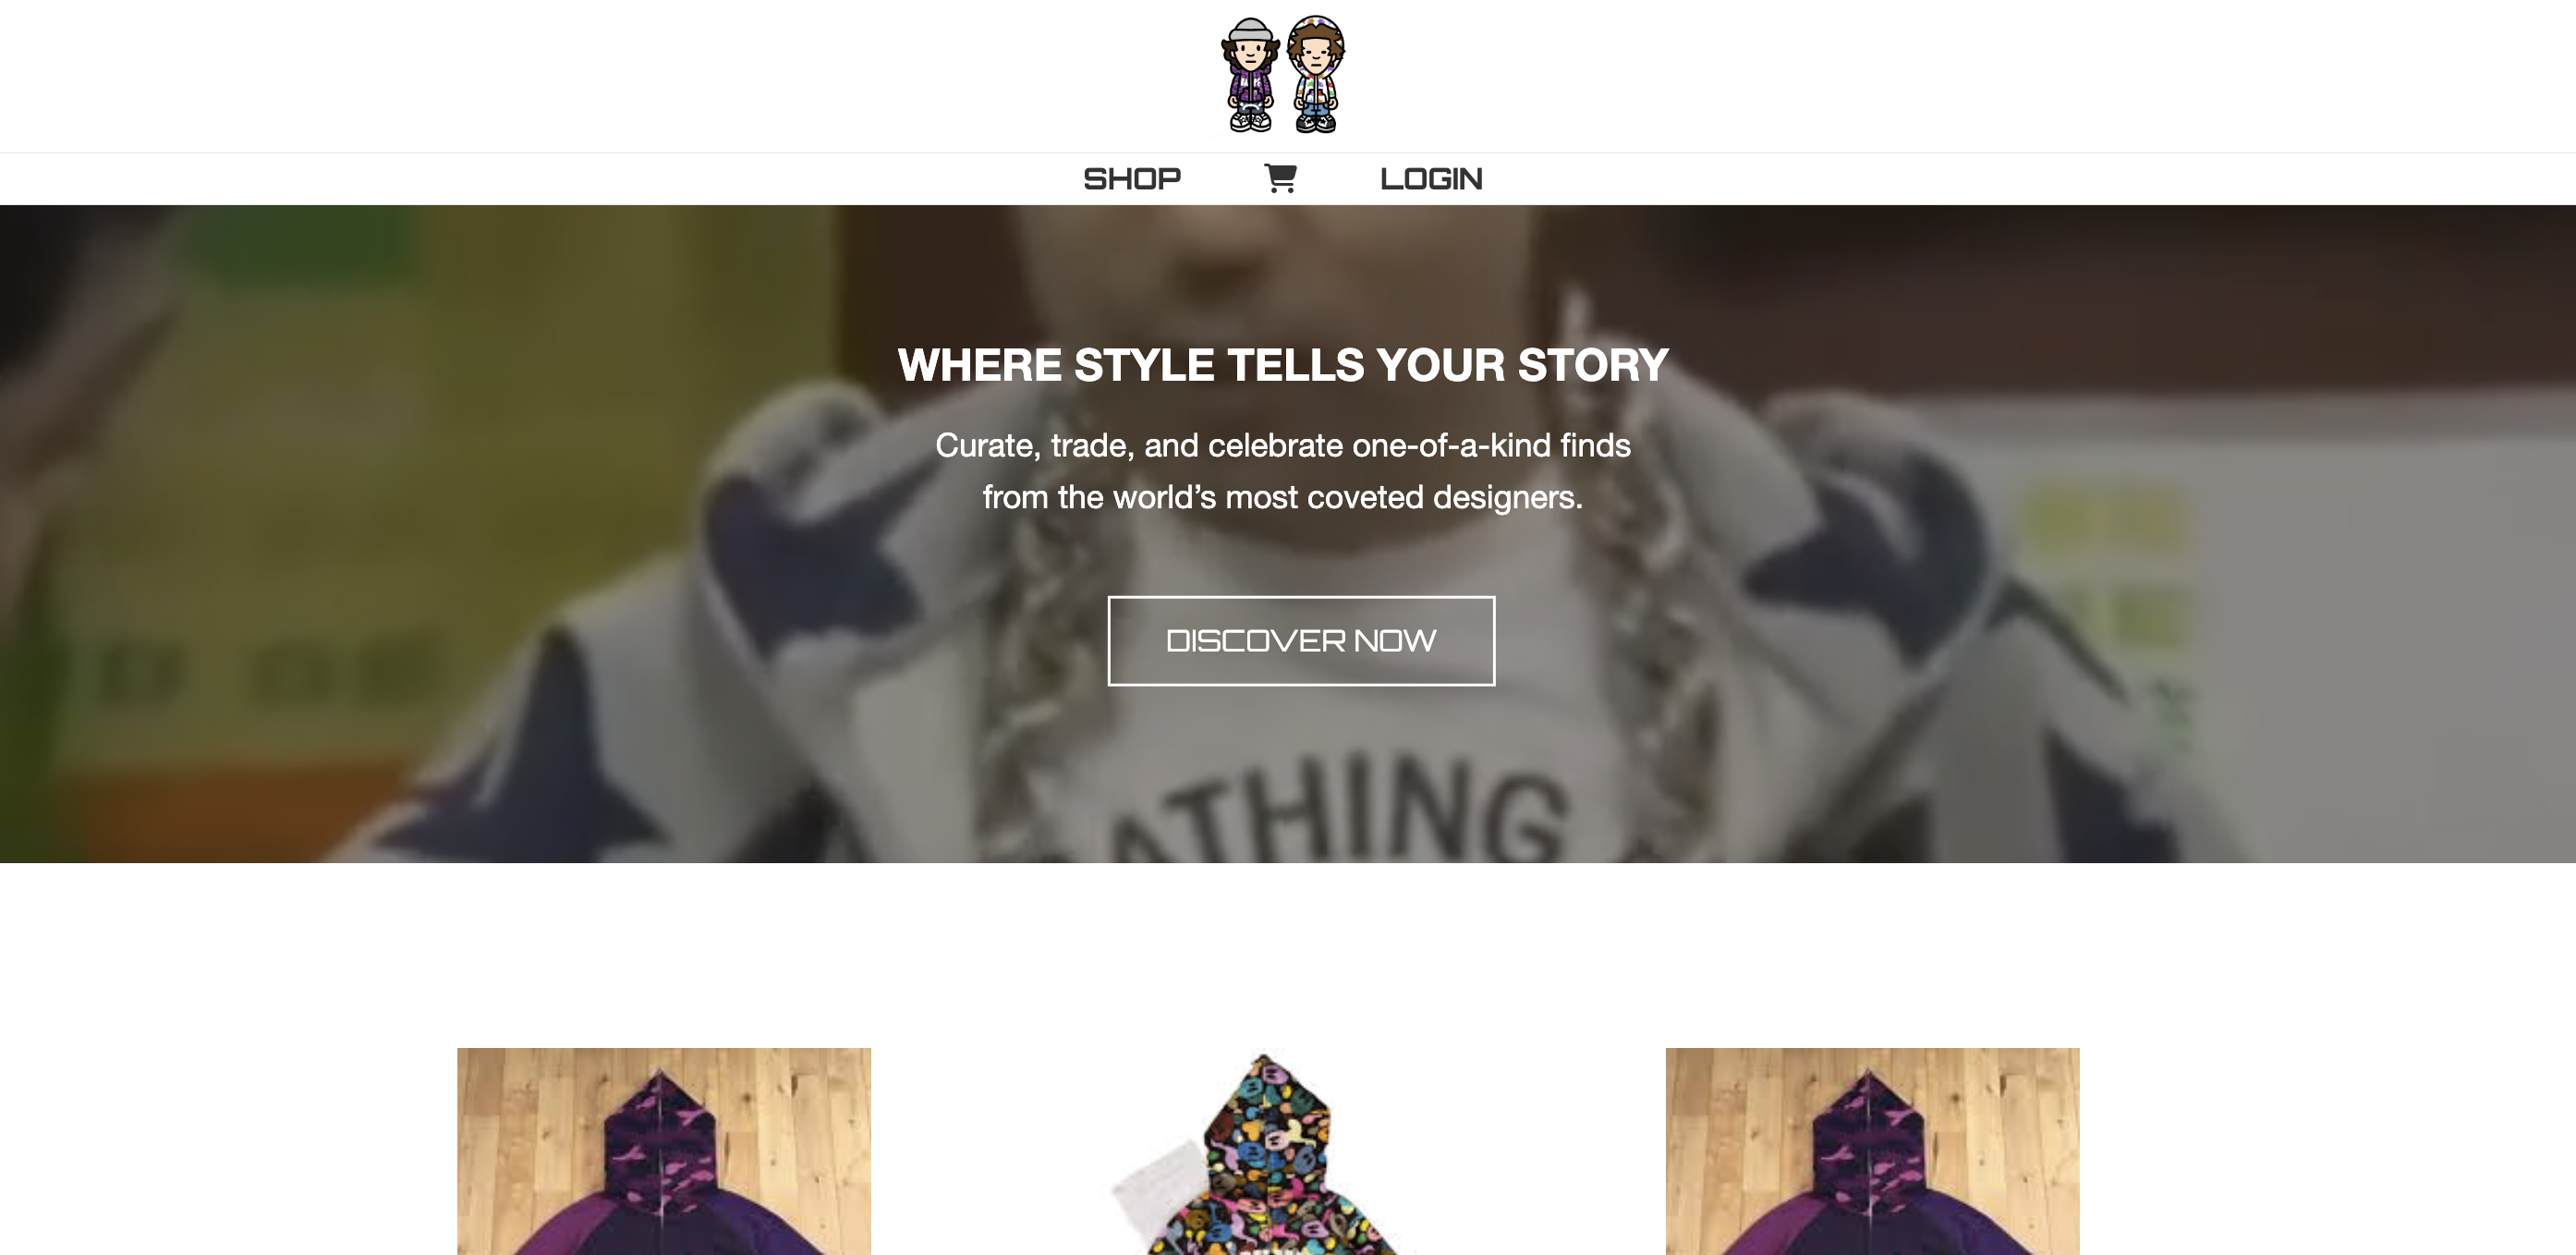 SHOP LOGIN
WHERE STYLE TELLS YOUR STORY
Curate, trade, and celebrate one-of-a-kind finds
from the world’s most coveted designers.
DISCOVER NOW
ATHING